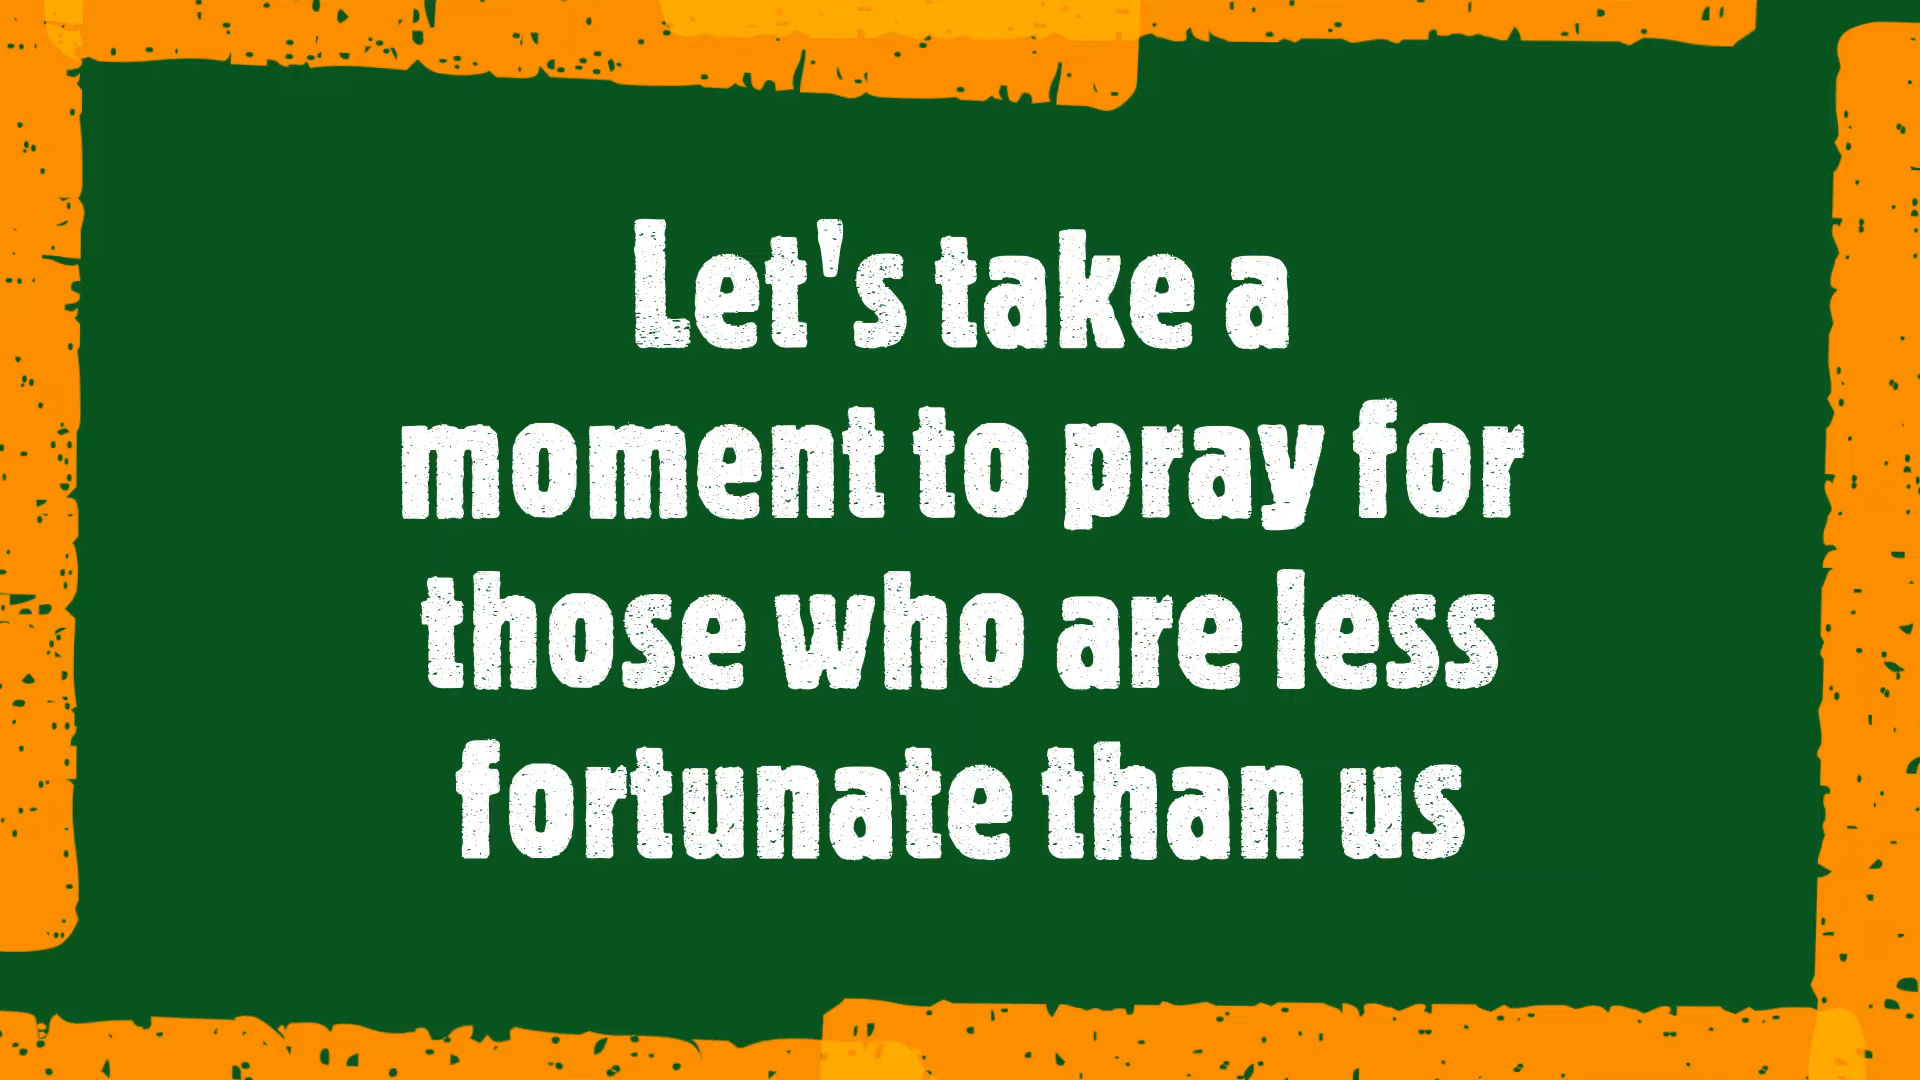 Let's take a
moment to pray for
those who are less
fortunate than us